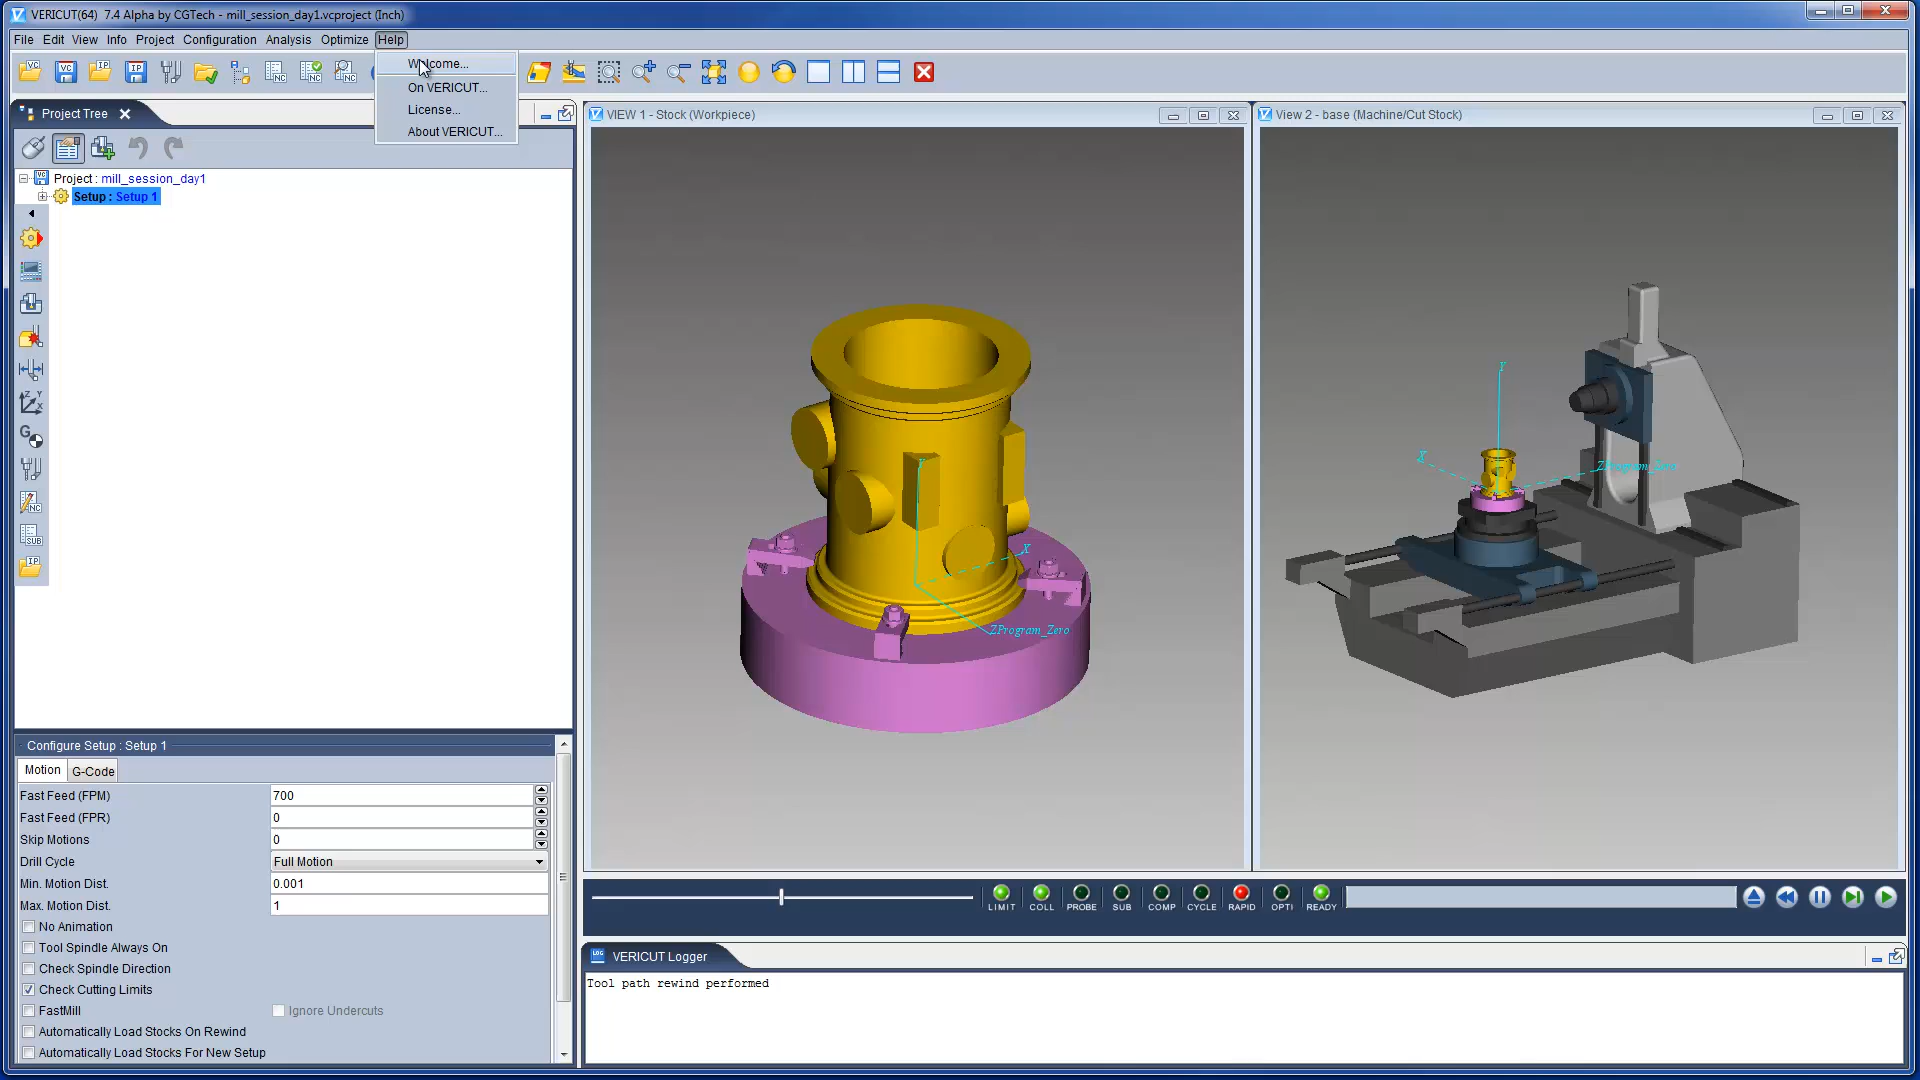 VERICUT(64)  7.4 Alpha by CGTech - mill_session_day1.vcproject (Inch)
File Edit View Info Project Configuration Analysis Optimize Help
Welcome...
On VERICUT...
License...
About VERICUT...
Project Tree
Project : mill_session_day1
Setup : Setup 1
VIEW 1 - Stock (Workpiece)
Y
X
ZProgram_Zero
View 2 - base (Machine/Cut Stock)
Y
X
ZProgram_Zero
Configure Setup : Setup 1
Motion G-Code
Fast Feed (FPM) 700
Fast Feed (FPR) 0
Skip Motions 0
Drill Cycle Full Motion
Min. Motion Dist. 0.001
Max. Motion Dist. 1
No Animation
Tool Spindle Always On
Check Spindle Direction
Check Cutting Limits
FastMill Ignore Undercuts
Automatically Load Stocks On Rewind
Automatically Load Stocks For New Setup
LIMIT COLL PROBE SUB COMP CYCLE RAPID OPTI READY
VERICUT Logger
Tool path rewind performed